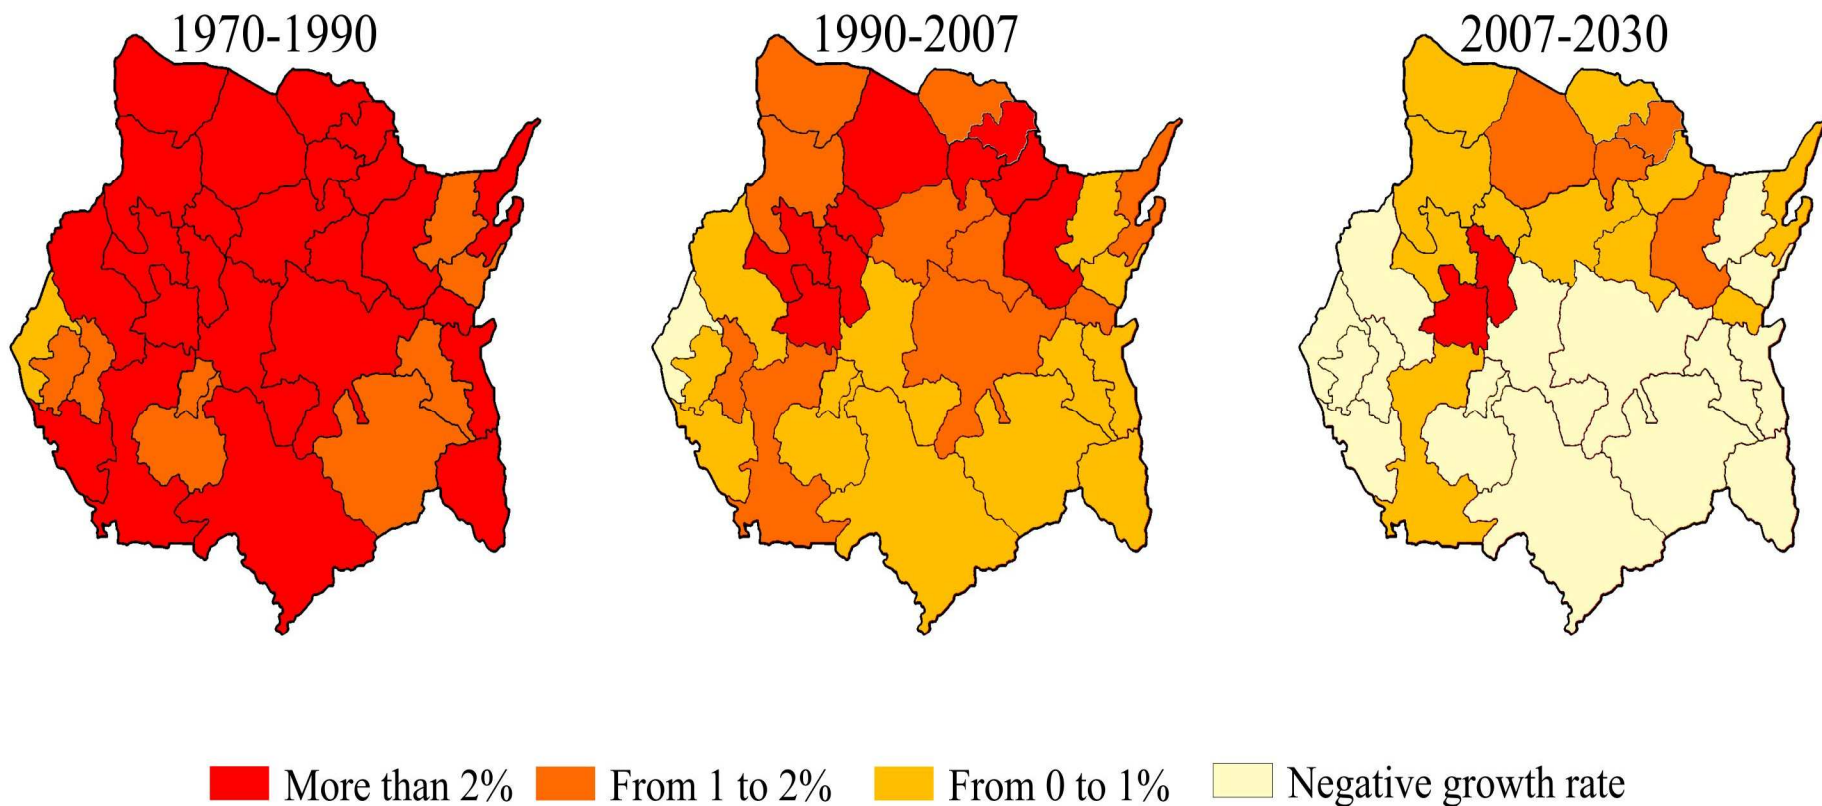 1970-1990
1990-2007
2007-2030
More than 2%
From 1 to 2%
From 0 to 1%
Negative growth rate